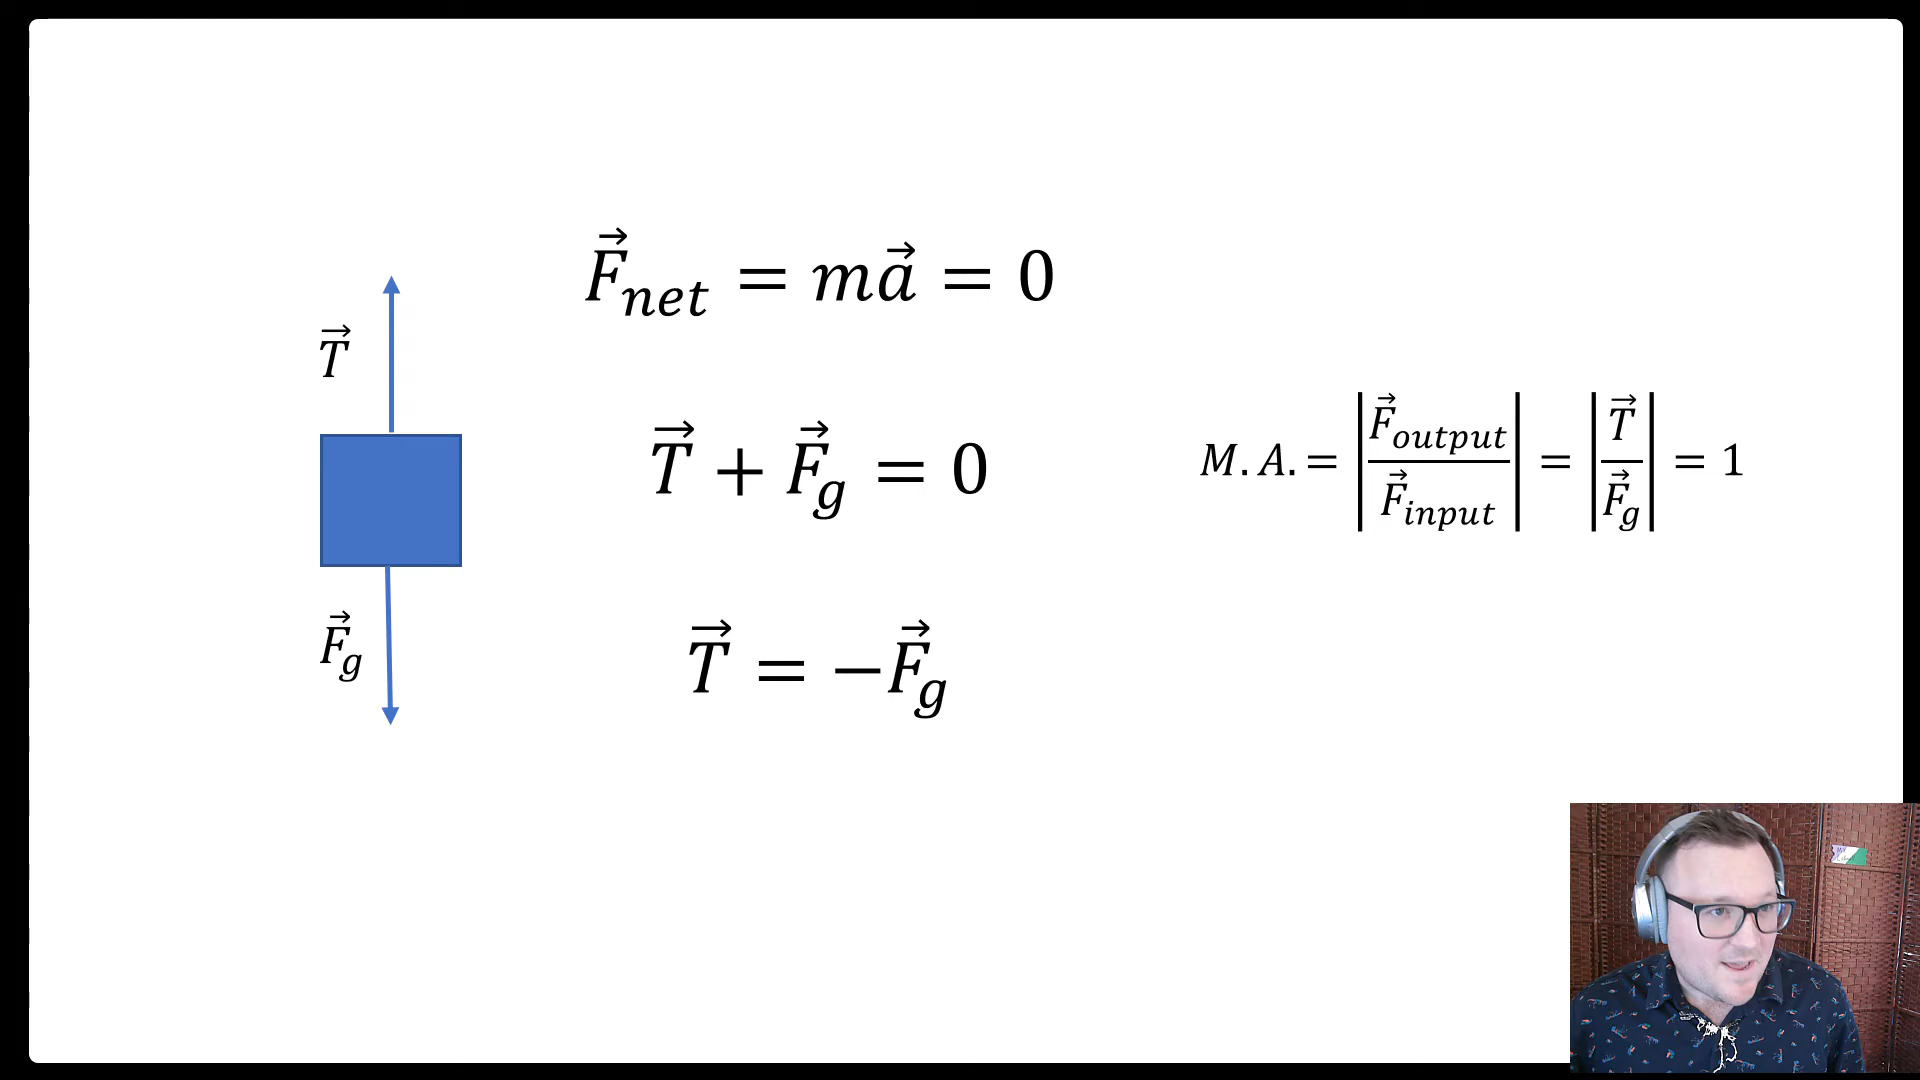 F⃗_net = ma⃗ = 0
T⃗
T⃗ + F⃗_g = 0
M.A. = |F⃗_output / F⃗_input| = |T⃗ / F⃗_g| = 1
F⃗_g
T⃗ = −F⃗_g